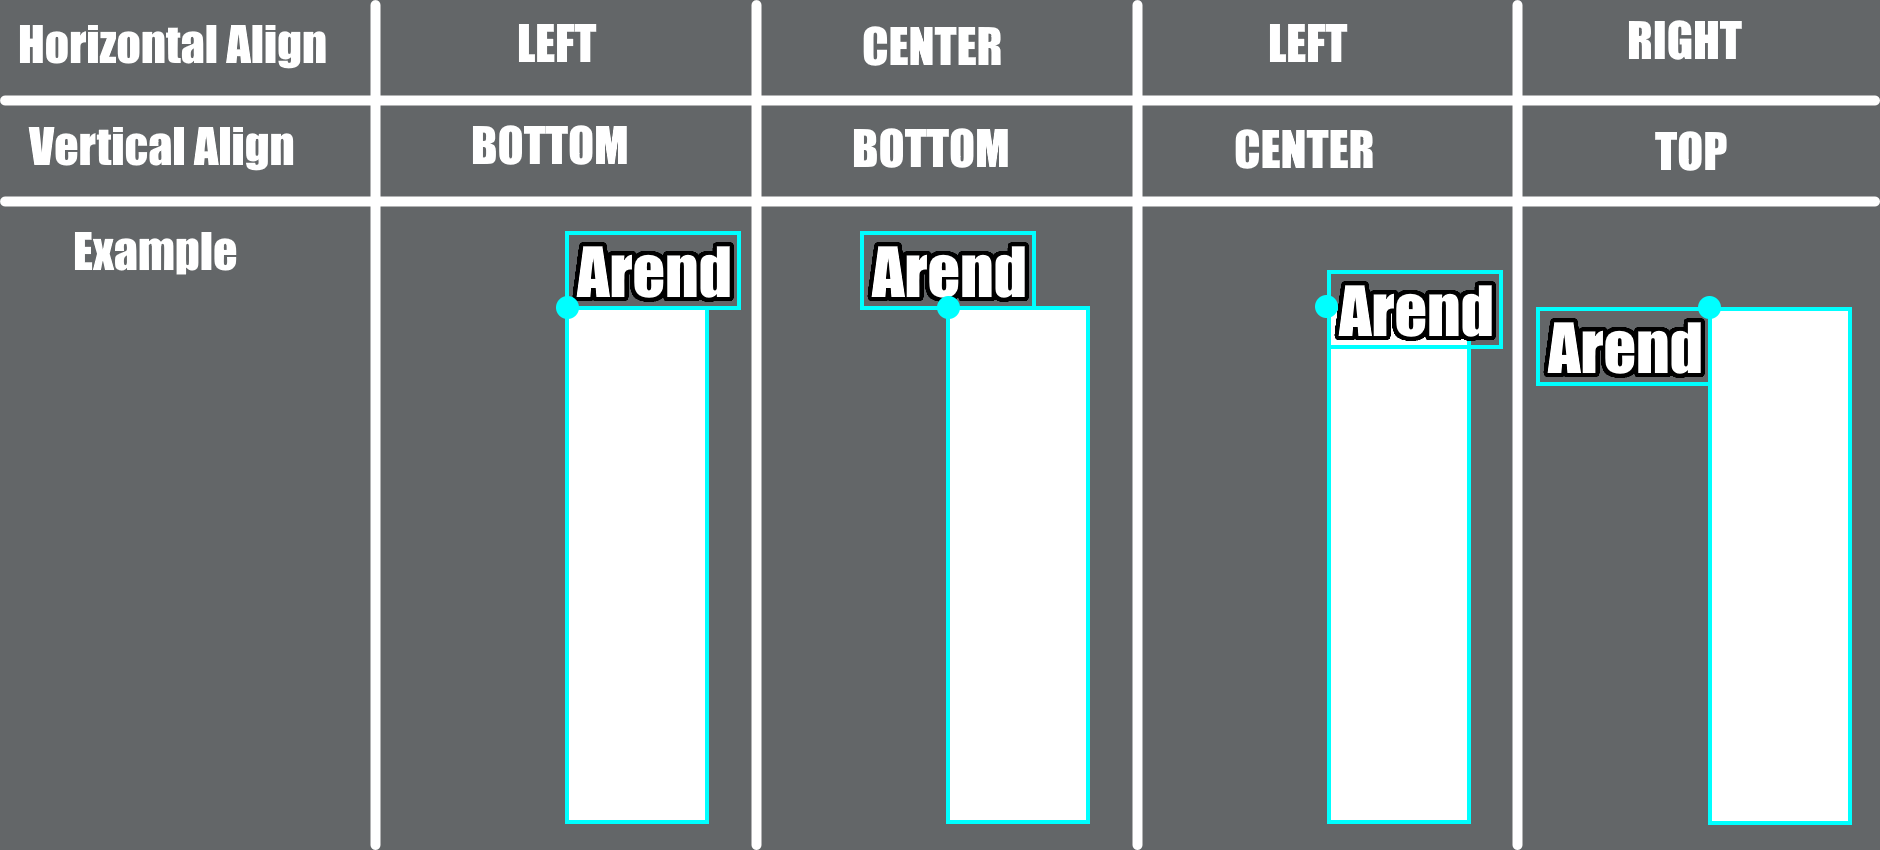 Horizontal Align LEFT CENTER LEFT RIGHT
Vertical Align BOTTOM BOTTOM CENTER TOP
Example Arend Arend Arend Arend